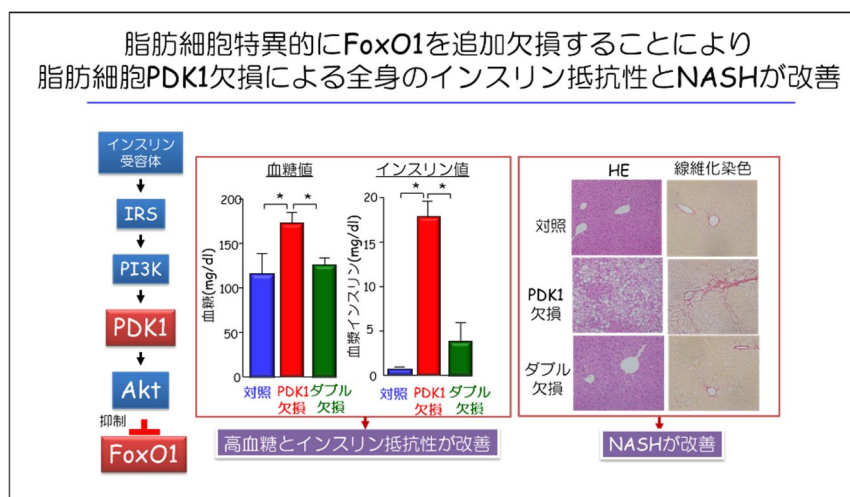 脂肪細胞特異的にFoxO1を追加欠損することにより
脂肪細胞PDK1欠損による全身のインスリン抵抗性とNASHが改善
インスリン
受容体
IRS
PI3K
PDK1
Akt
抑制
FoxO1
血糖値
血糖(mg/dl)
200
150
100
50
0
*
*
対照
PDK1
欠損
ダブル
欠損
インスリン値
血漿インスリン(mg/dl)
20
15
10
5
0
*
*
対照
PDK1
欠損
ダブル
欠損
高血糖とインスリン抵抗性が改善
HE
線維化染色
対照
PDK1
欠損
ダブル
欠損
NASHが改善